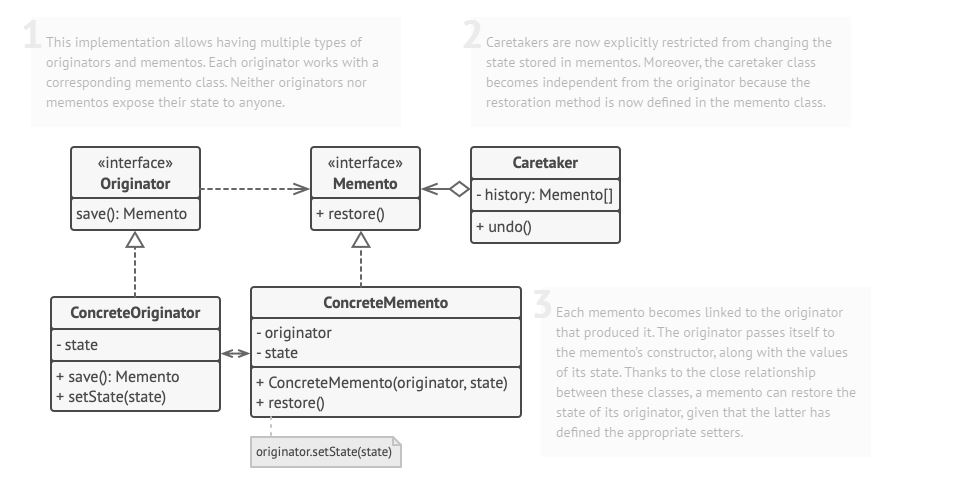 1
This implementation allows having multiple types of
originators and mementos. Each originator works with a
corresponding memento class. Neither originators nor
mementos expose their state to anyone.
2
Caretakers are now explicitly restricted from changing the
state stored in mementos. Moreover, the caretaker class
becomes independent from the originator because the
restoration method is now defined in the memento class.
«interface»
Originator
save(): Memento
«interface»
Memento
+ restore()
Caretaker
- history: Memento[]
+ undo()
ConcreteOriginator
- state
+ save(): Memento
+ setState(state)
ConcreteMemento
- originator
- state
+ ConcreteMemento(originator, state)
+ restore()
originator.setState(state)
3
Each memento becomes linked to the originator
that produced it. The originator passes itself to
the memento's constructor, along with the values
of its state. Thanks to the close relationship
between these classes, a memento can restore the
state of its originator, given that the latter has
defined the appropriate setters.